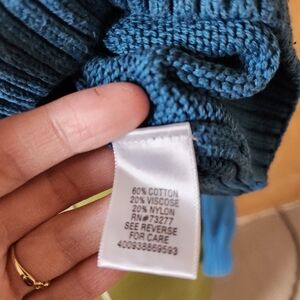 60% COTTON
20% VISCOSE
20% NYLON
RN#73277
SEE REVERSE
FOR CARE
400938869593